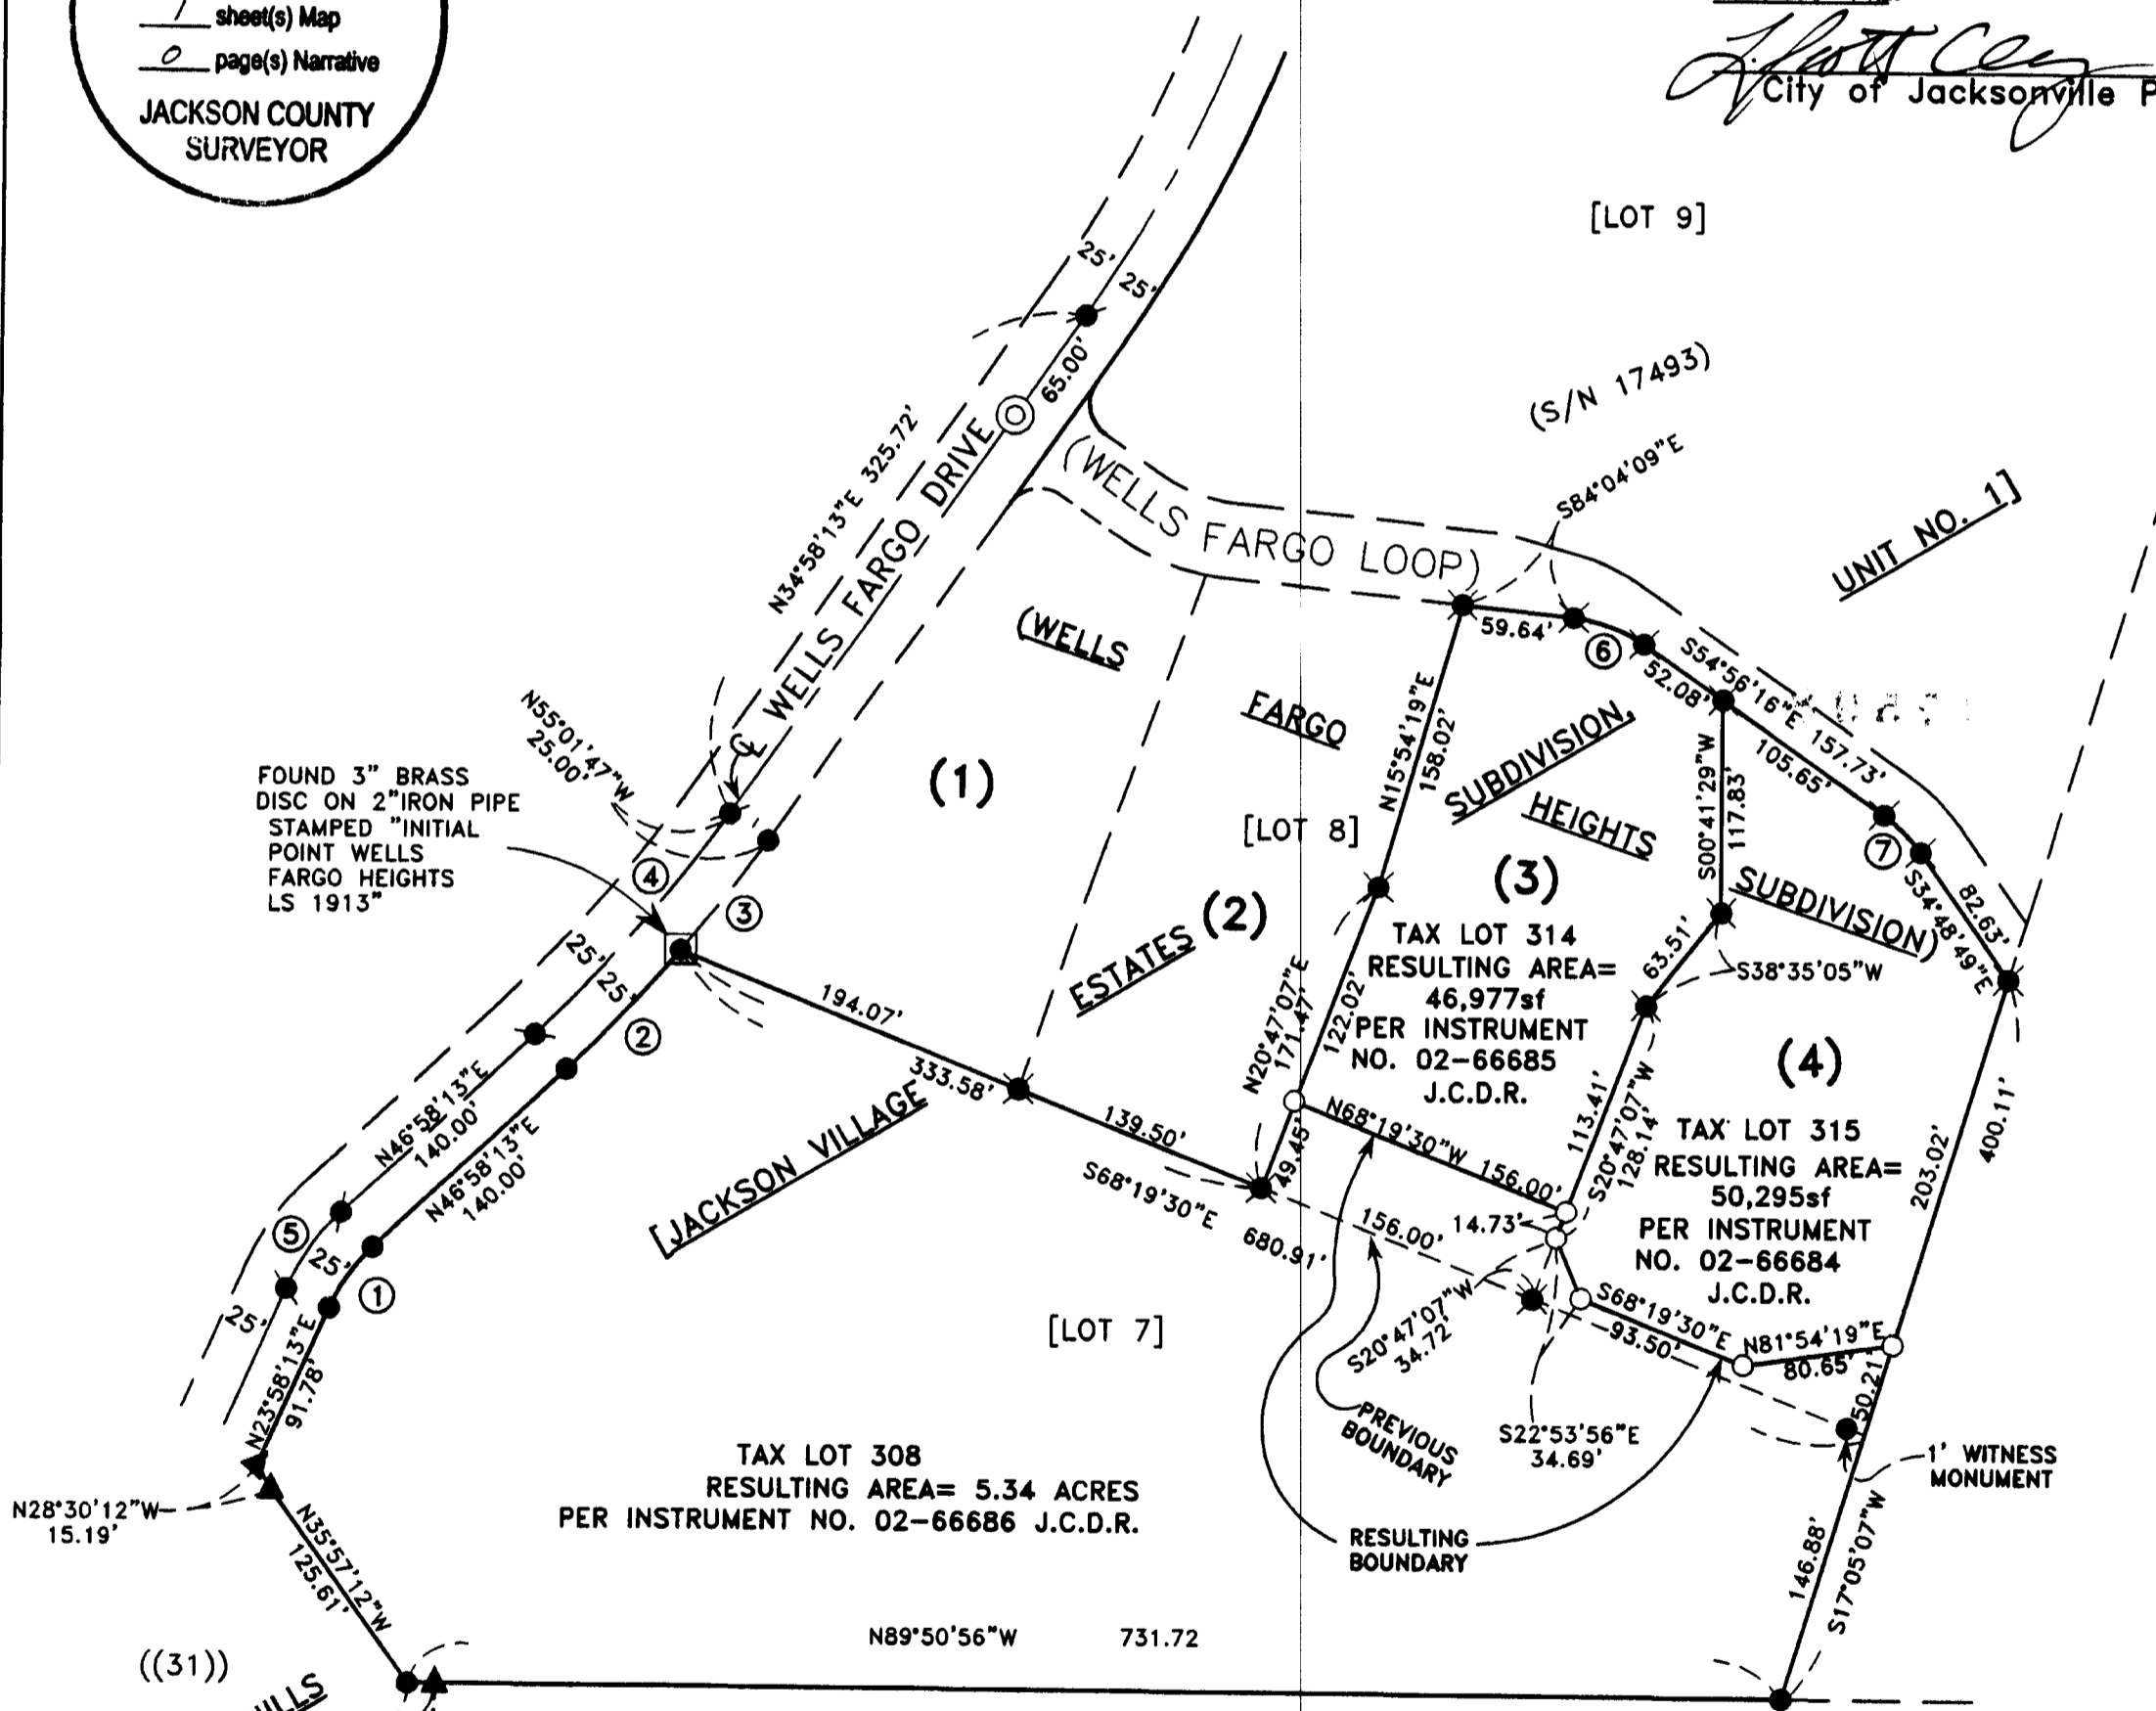 1 sheet(s) Map
0 page(s) Narrative
JACKSON COUNTY
SURVEYOR
City of Jacksonville P
[LOT 9]
25' 25'
65.00'
(S/N 17493)
S84°04'09"E
N34°58'13"E 325.72'
℄ WELLS FARGO DRIVE
(WELLS FARGO LOOP)
UNIT NO. 1]
(WELLS
FARGO
HEIGHTS
SUBDIVISION)
59.64'
6
52.08'
S54°56'16"E 157.73'
105.65'
7
82.63'
S34°48'49"E
N55°01'47"W
25.00'
FOUND 3" BRASS
DISC ON 2"IRON PIPE
STAMPED "INITIAL
POINT WELLS
FARGO HEIGHTS
LS 1913"
(1)
N15°54'19"E
158.02'
SUBDIVISION,
S00°41'29"W
117.83'
[LOT 8]
4
3
(2)
ESTATES
(3)
TAX LOT 314
RESULTING AREA=
46,977sf
PER INSTRUMENT
NO. 02-66685
J.C.D.R.
63.51'
S38°35'05"W
25' 25'
2
194.07'
333.58'
N20°47'07"E
171.47'
122.02'
(4)
TAX LOT 315
RESULTING AREA=
50,295sf
PER INSTRUMENT
NO. 02-66684
J.C.D.R.
400.11'
203.02'
N46°58'13"E
140.00'
N46°58'13"E
140.00'
[JACKSON VILLAGE
139.50'
49.45'
N68°19'30"W 156.00'
113.41'
S20°47'07"W
128.14'
S68°19'30"E 680.91'
156.00'
14.73'
5
25'
1
25'
[LOT 7]
S20°47'07"W
34.72'
S68°19'30"E
93.50'
N81°54'19"E
80.65'
50.21'
N23°58'13"E
91.78'
PREVIOUS
BOUNDARY
S22°53'56"E
34.69'
1' WITNESS
MONUMENT
TAX LOT 308
RESULTING AREA= 5.34 ACRES
PER INSTRUMENT NO. 02-66686 J.C.D.R.
N28°30'12"W
15.19'
N35°57'12"W
125.61'
RESULTING
BOUNDARY
146.88'
S17°05'07"W
N89°50'56"W 731.72
((31))